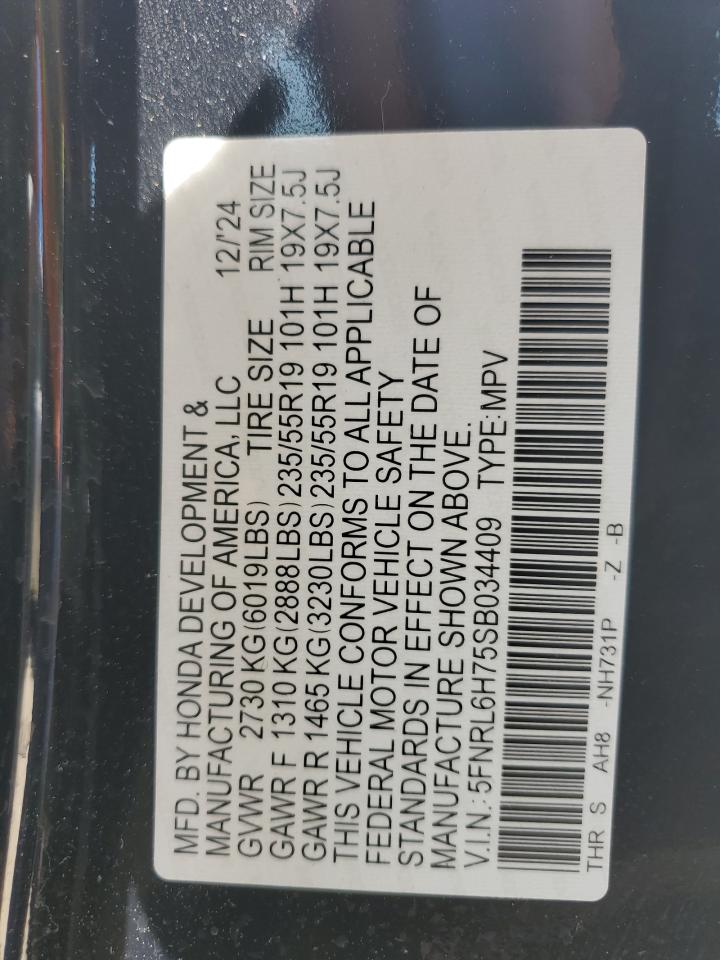 MFD. BY HONDA DEVELOPMENT &
MANUFACTURING OF AMERICA, LLC 12/'24
GVWR 2730 KG(6019LBS) TIRE SIZE RIM SIZE
GAWR F 1310 KG(2888LBS)235/55R19 101H 19X7.5J
GAWR R 1465 KG(3230LBS)235/55R19 101H 19X7.5J
THIS VEHICLE CONFORMS TO ALL APPLICABLE
FEDERAL MOTOR VEHICLE SAFETY
STANDARDS IN EFFECT ON THE DATE OF
MANUFACTURE SHOWN ABOVE.
V.I.N.:5FNRL6H75SB034409 TYPE:MPV
THR S AH8 -NH731P -Z -B